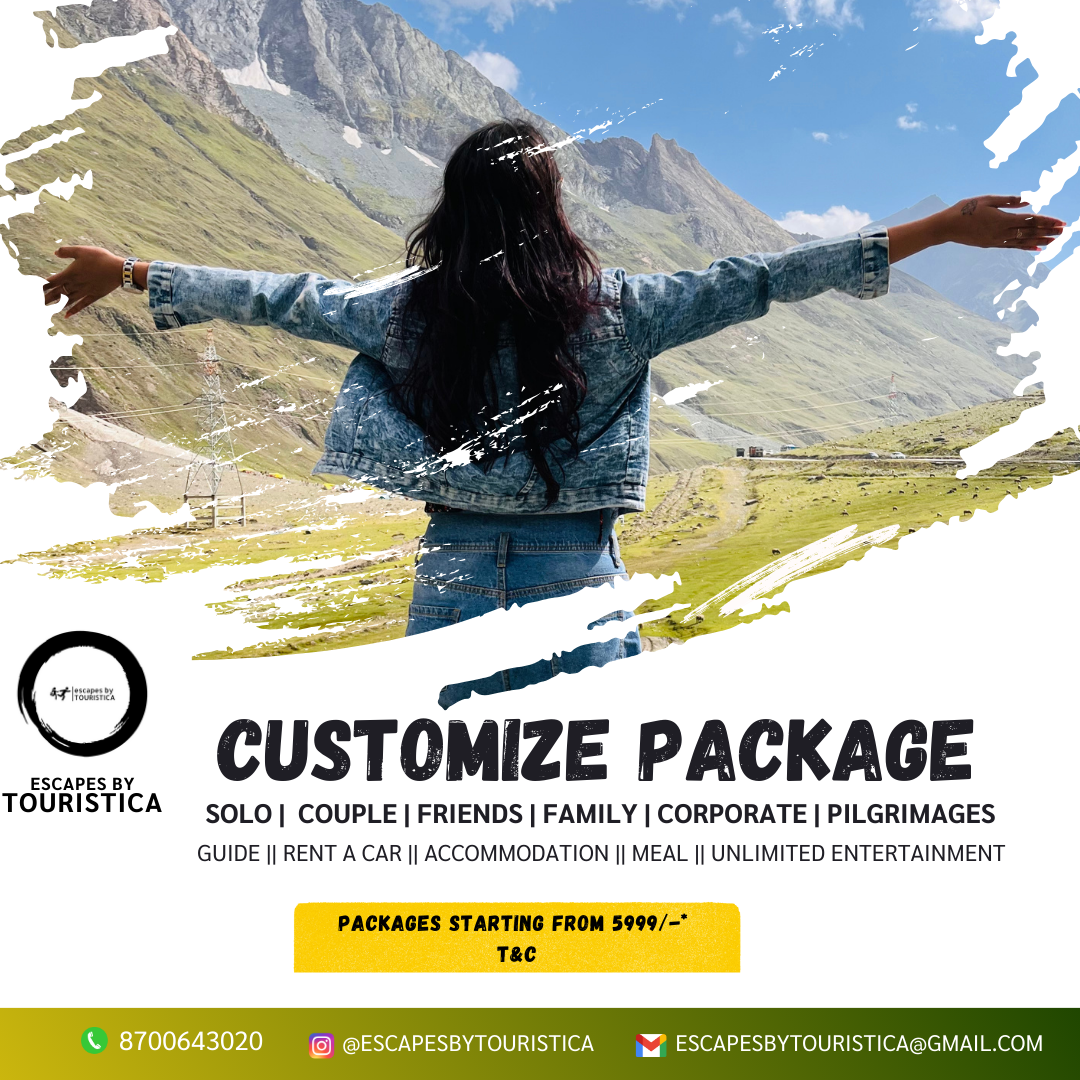 escapes by
TOURISTICA
ESCAPES BY
TOURISTICA
CUSTOMIZE PACKAGE
SOLO | COUPLE | FRIENDS | FAMILY | CORPORATE | PILGRIMAGES
GUIDE || RENT A CAR || ACCOMMODATION || MEAL || UNLIMITED ENTERTAINMENT
PACKAGES STARTING FROM 5999/-*
T&C
8700643020 @ESCAPESBYTOURISTICA ESCAPESBYTOURISTICA@GMAIL.COM